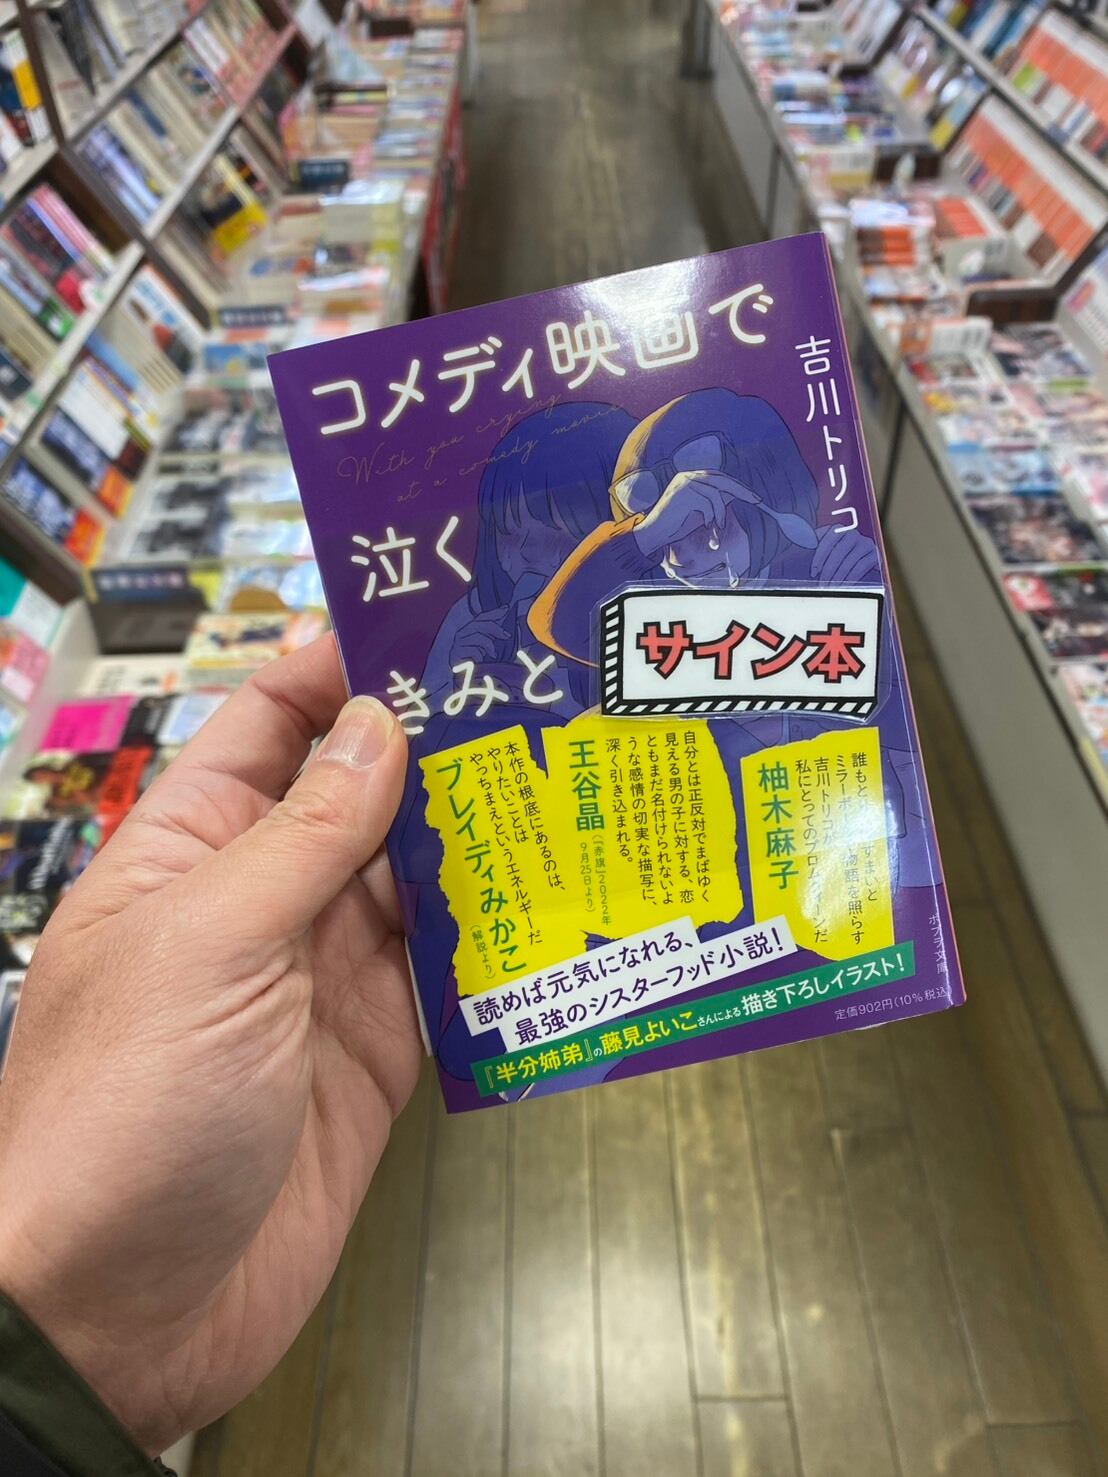 コメディ映画で
吉川トリコ
With you crying
at a comedy movie
泣く
きみと
サイン本
誰もと
ミラーボー
物語を照らす
吉川トリコが
私にとってのプロムクイーンだ
柚木麻子
自分とは正反対でまばゆく
見える男の子に対する、恋
ともまだ名付けられないよ
うな感情の切実な描写に、
深く引き込まれる。
王谷晶
(『赤旗』2022年
9月25日より)
本作の根底にあるのは、
やりたいことは
やっちまえというエネルギーだ
ブレイディみかこ
(解説より)
読めば元気になれる、
最強のシスターフッド小説!
『半分姉弟』の藤見よいこさんによる描き下ろしイラスト!
ポプラ文庫
定価902円(10%税込)